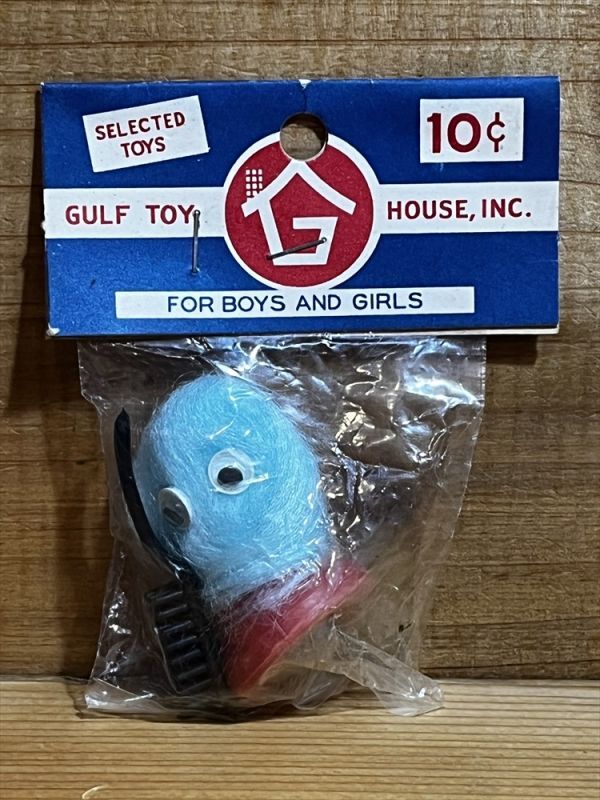 SELECTED
TOYS
10¢
GULF TOY
HOUSE, INC.
G
FOR BOYS AND GIRLS